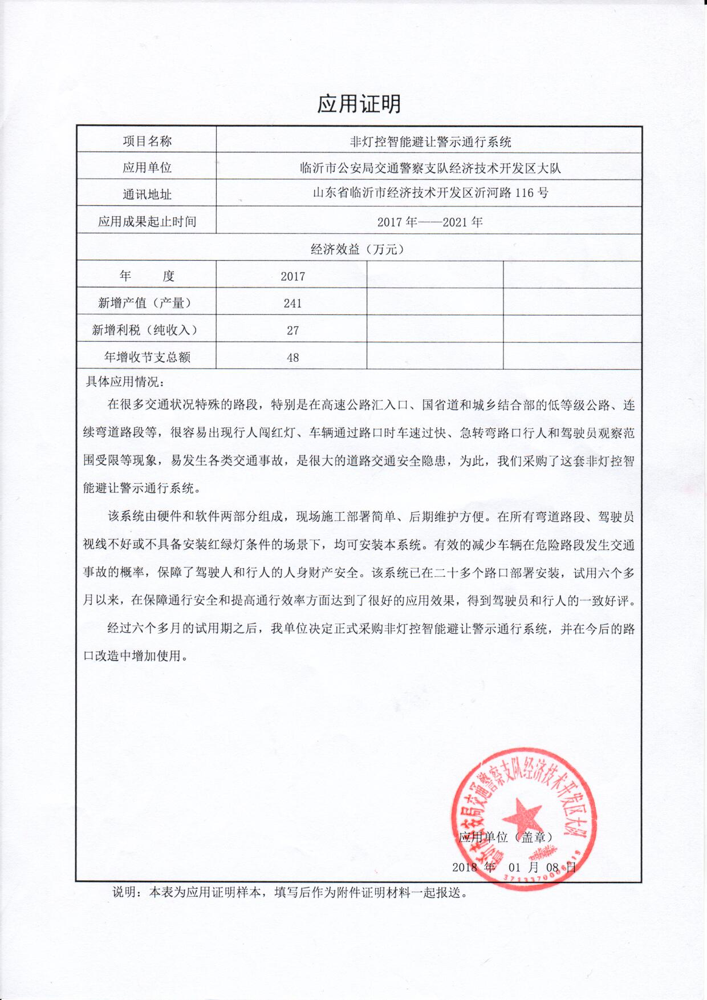 应用证明
项目名称 非灯控智能避让警示通行系统
应用单位 临沂市公安局交通警察支队经济技术开发区大队
通讯地址 山东省临沂市经济技术开发区沂河路 116 号
应用成果起止时间 2017 年——2021 年
经济效益（万元）
年 度 2017
新增产值（产量） 241
新增利税（纯收入） 27
年增收节支总额 48
具体应用情况：
在很多交通状况特殊的路段，特别是在高速公路汇入口、国省道和城乡结合部的低等级公路、连
续弯道路段等，很容易出现行人闯红灯、车辆通过路口时车速过快、急转弯路口行人和驾驶员观察范
围受限等现象，易发生各类交通事故，是很大的道路交通安全隐患，为此，我们采购了这套非灯控智
能避让警示通行系统。
该系统由硬件和软件两部分组成，现场施工部署简单、后期维护方便。在所有弯道路段、驾驶员
视线不好或不具备安装红绿灯条件的场景下，均可安装本系统。有效的减少车辆在危险路段发生交通
事故的概率，保障了驾驶人和行人的人身财产安全。该系统已在二十多个路口部署安装，试用六个多
月以来，在保障通行安全和提高通行效率方面达到了很好的应用效果，得到驾驶员和行人的一致好评。
经过六个多月的试用期之后，我单位决定正式采购非灯控智能避让警示通行系统，并在今后的路
口改造中增加使用。
临沂市公安局交通警察支队经济技术开发区大队
应用单位（盖章）
2018 年 01 月 08 日
说明：本表为应用证明样本，填写后作为附件证明材料一起报送。